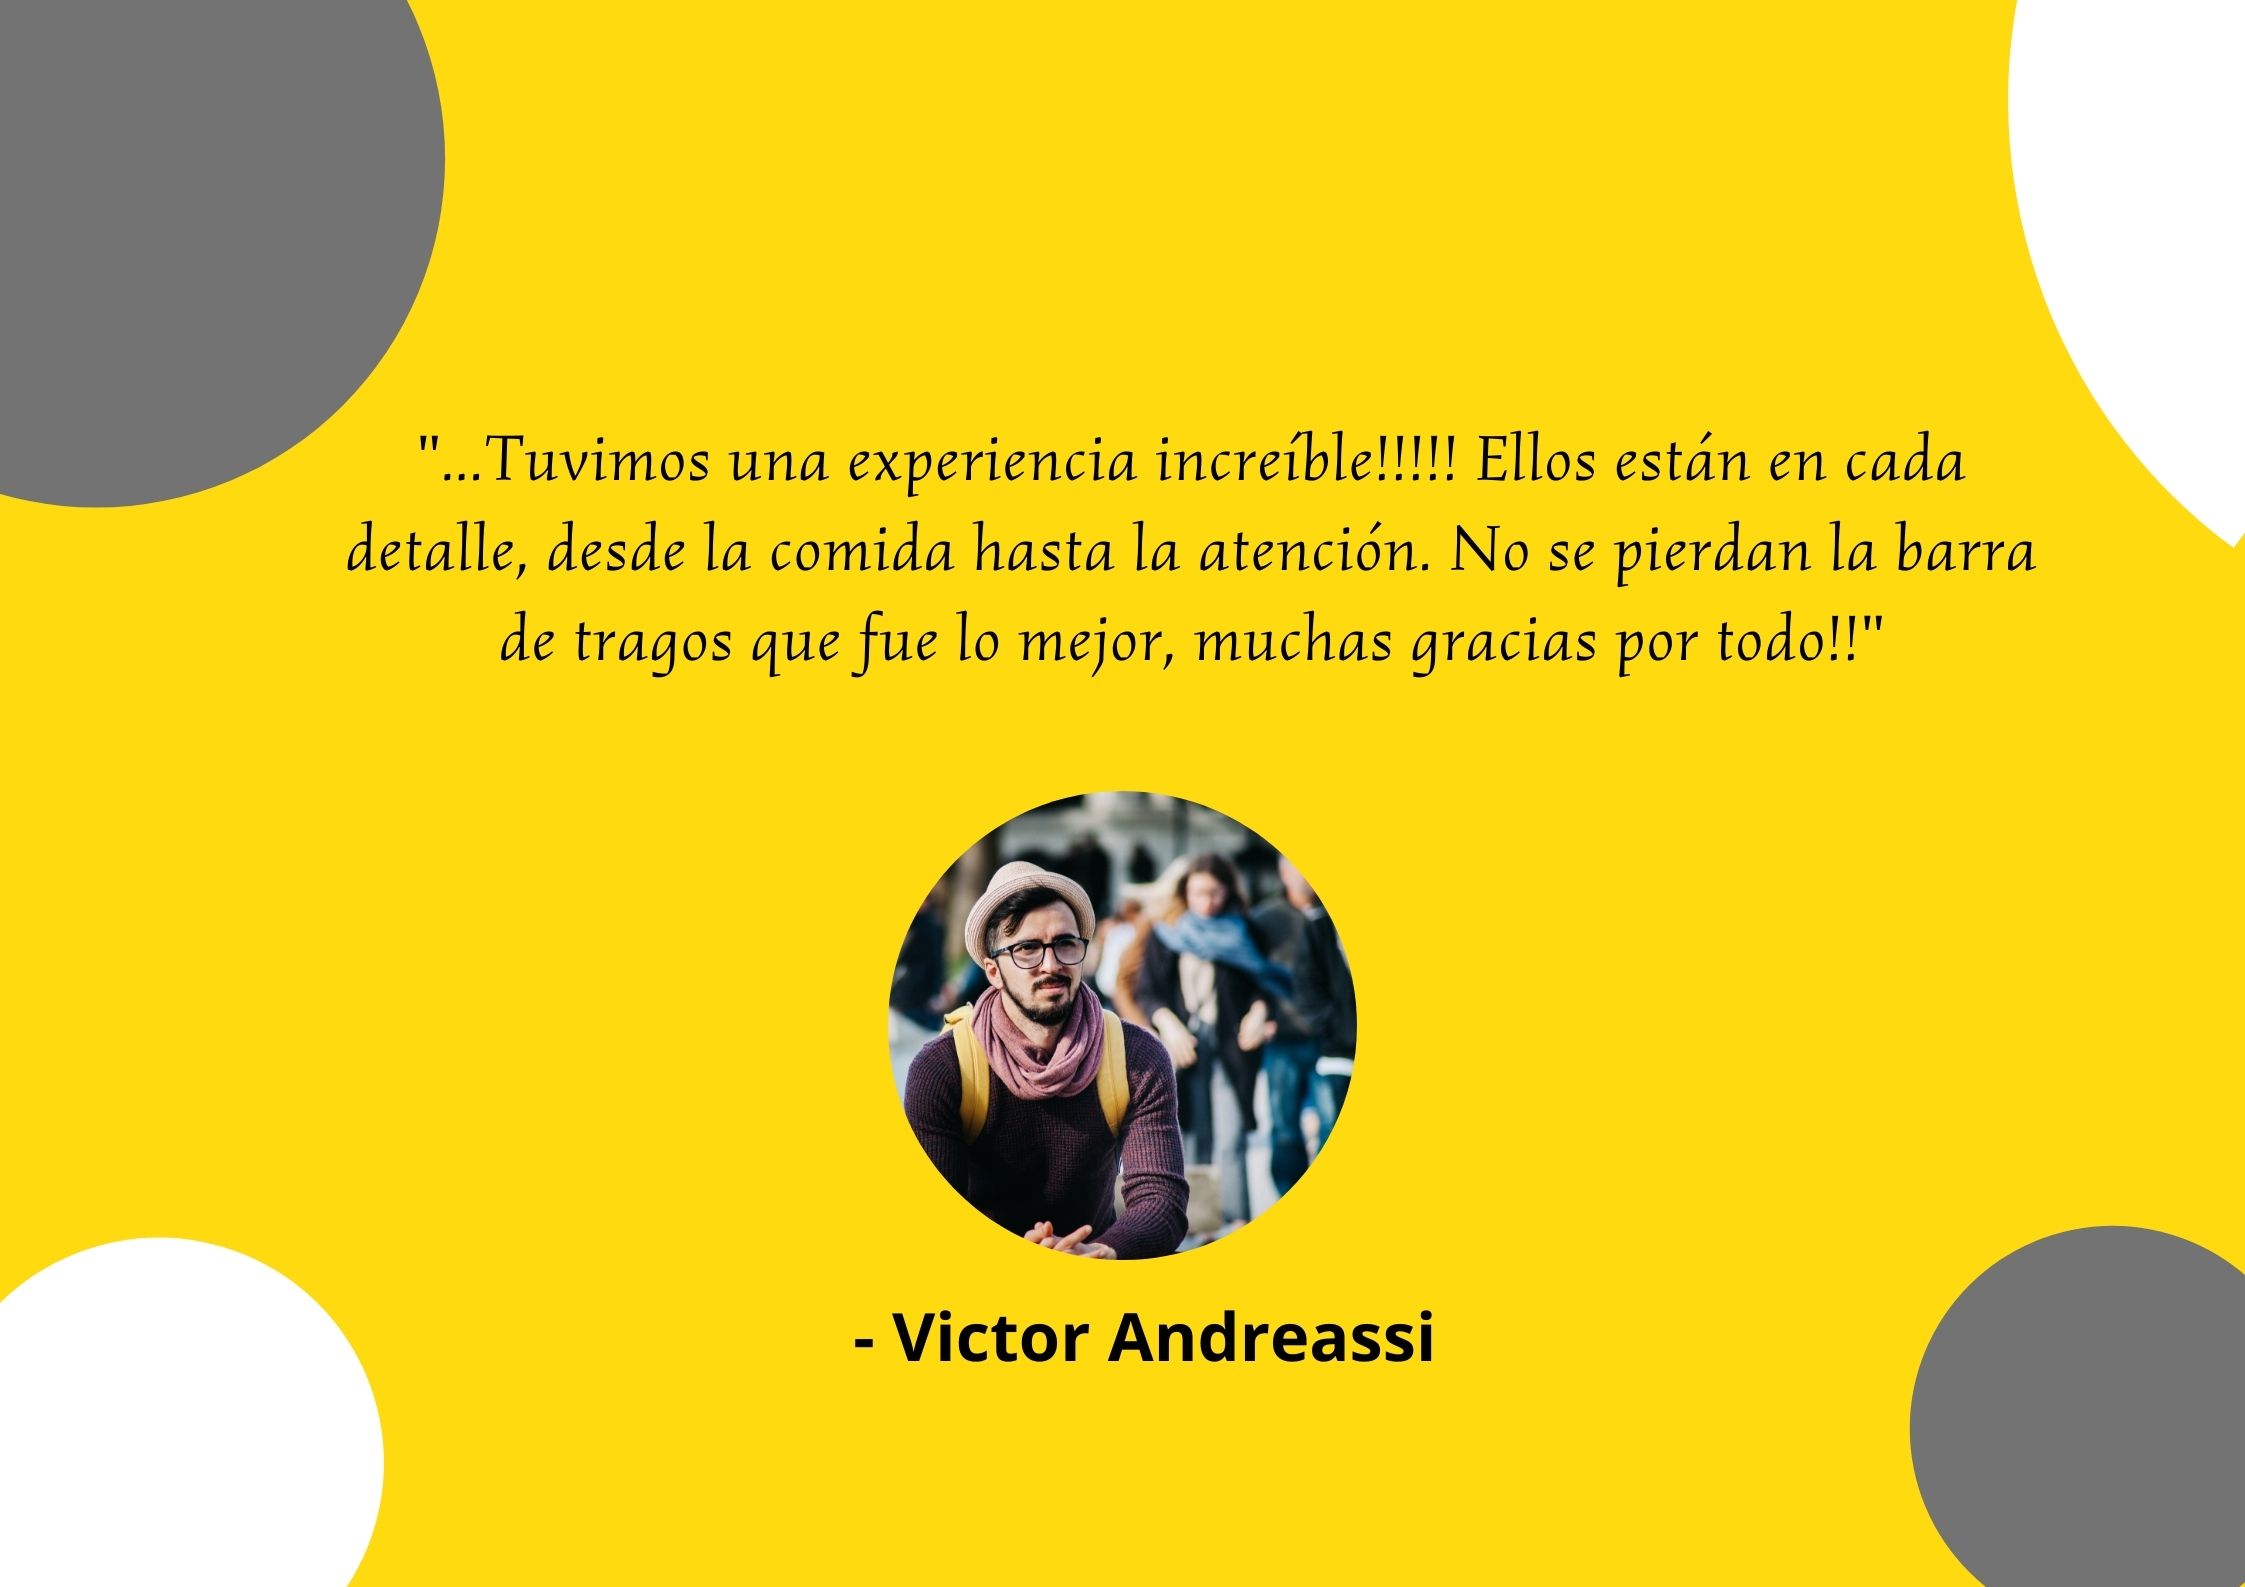 "...Tuvimos una experiencia increíble!!!!! Ellos están en cada
detalle, desde la comida hasta la atención. No se pierdan la barra
de tragos que fue lo mejor, muchas gracias por todo!!"
- Victor Andreassi